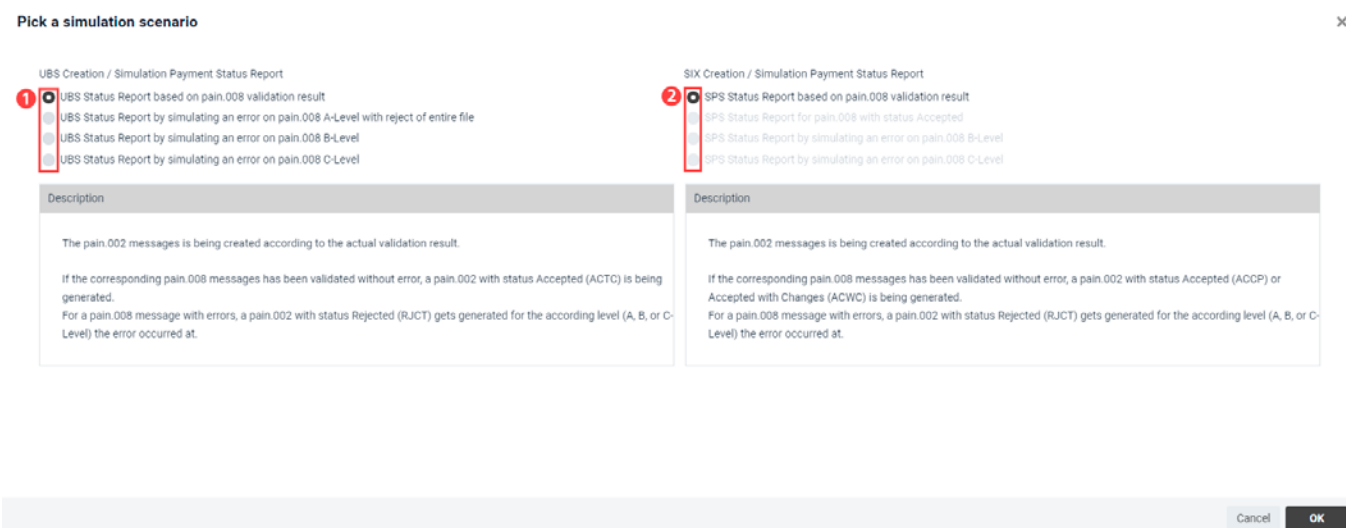 Pick a simulation scenario
UBS Creation / Simulation Payment Status Report
1
UBS Status Report based on pain.008 validation result
UBS Status Report by simulating an error on pain.008 A-Level with reject of entire file
UBS Status Report by simulating an error on pain.008 B-Level
UBS Status Report by simulating an error on pain.008 C-Level
Description
The pain.002 messages is being created according to the actual validation result.
If the corresponding pain.008 messages has been validated without error, a pain.002 with status Accepted (ACTC) is being
generated.
For a pain.008 message with errors, a pain.002 with status Rejected (RJCT) gets generated for the according level (A, B, or C-
Level) the error occurred at.
SIX Creation / Simulation Payment Status Report
2
SPS Status Report based on pain.008 validation result
SPS Status Report for pain.008 with status Accepted
SPS Status Report by simulating an error on pain.008 B-Level
SPS Status Report by simulating an error on pain.008 C-Level
Description
The pain.002 messages is being created according to the actual validation result.
If the corresponding pain.008 messages has been validated without error, a pain.002 with status Accepted (ACCP) or
Accepted with Changes (ACWC) is being generated.
For a pain.008 message with errors, a pain.002 with status Rejected (RJCT) gets generated for the according level (A, B, or C-
Level) the error occurred at.
Cancel
OK